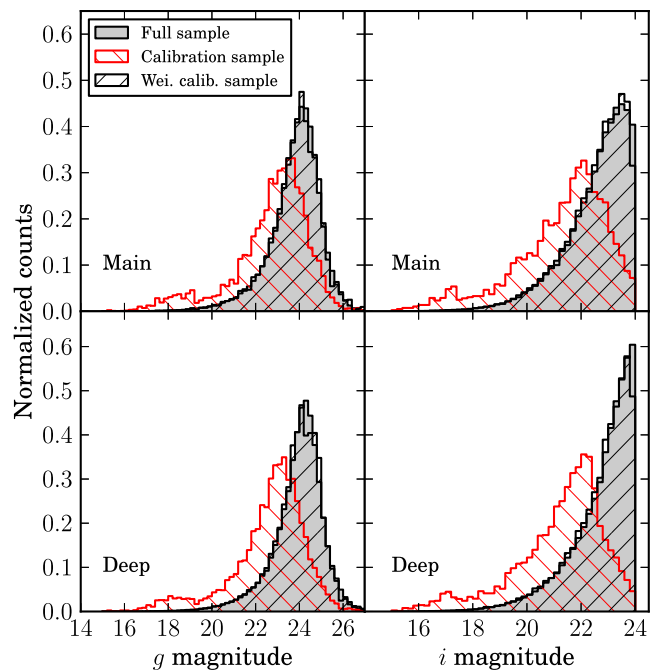 0.6
0.5
0.4
0.3
0.2
0.1
0.0
Full sample
Calibration sample
Wei. calib. sample
Main
Main
Normalized counts
0.6
0.5
0.4
0.3
0.2
0.1
0.0
Deep
Deep
14 16 18 20 22 24 26
16 18 20 22 24
g magnitude
i magnitude